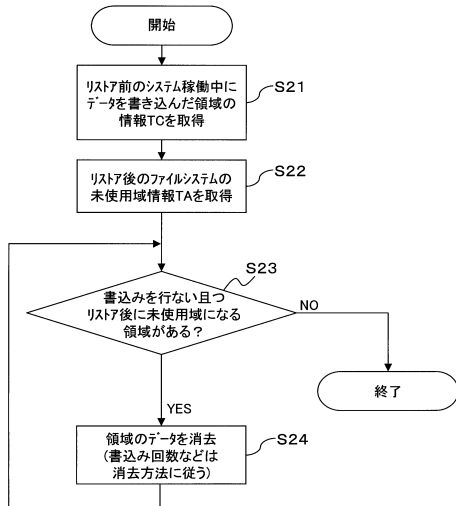 開始
リストア前のシステム稼働中に
データを書き込んだ領域の
情報TCを取得
S21
リストア後のファイルシステムの
未使用域情報TAを取得
S22
S23
書込みを行ない且つ
リストア後に未使用域になる
領域がある?
NO
終了
YES
領域のデータを消去
(書込み回数などは
消去方法に従う)
S24